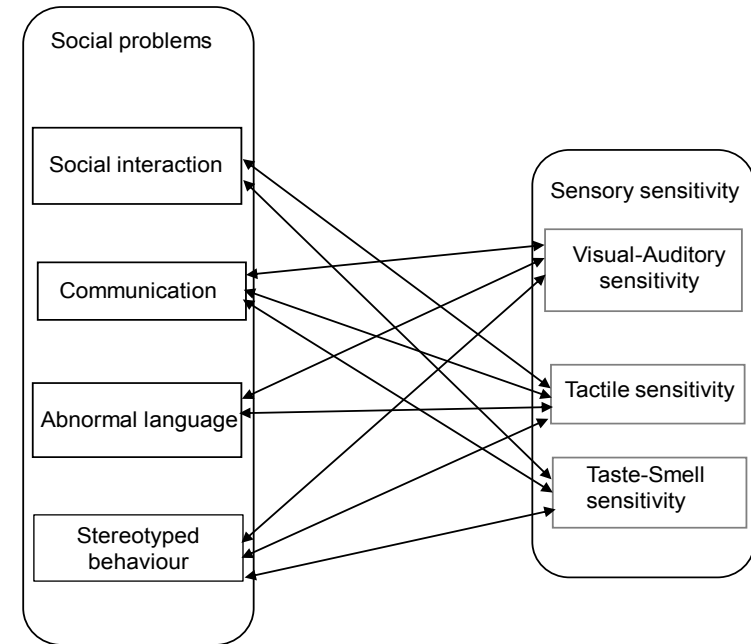 Social problems
Social interaction
Communication
Abnormal language
Stereotyped
behaviour
Sensory sensitivity
Visual-Auditory
sensitivity
Tactile sensitivity
Taste-Smell
sensitivity